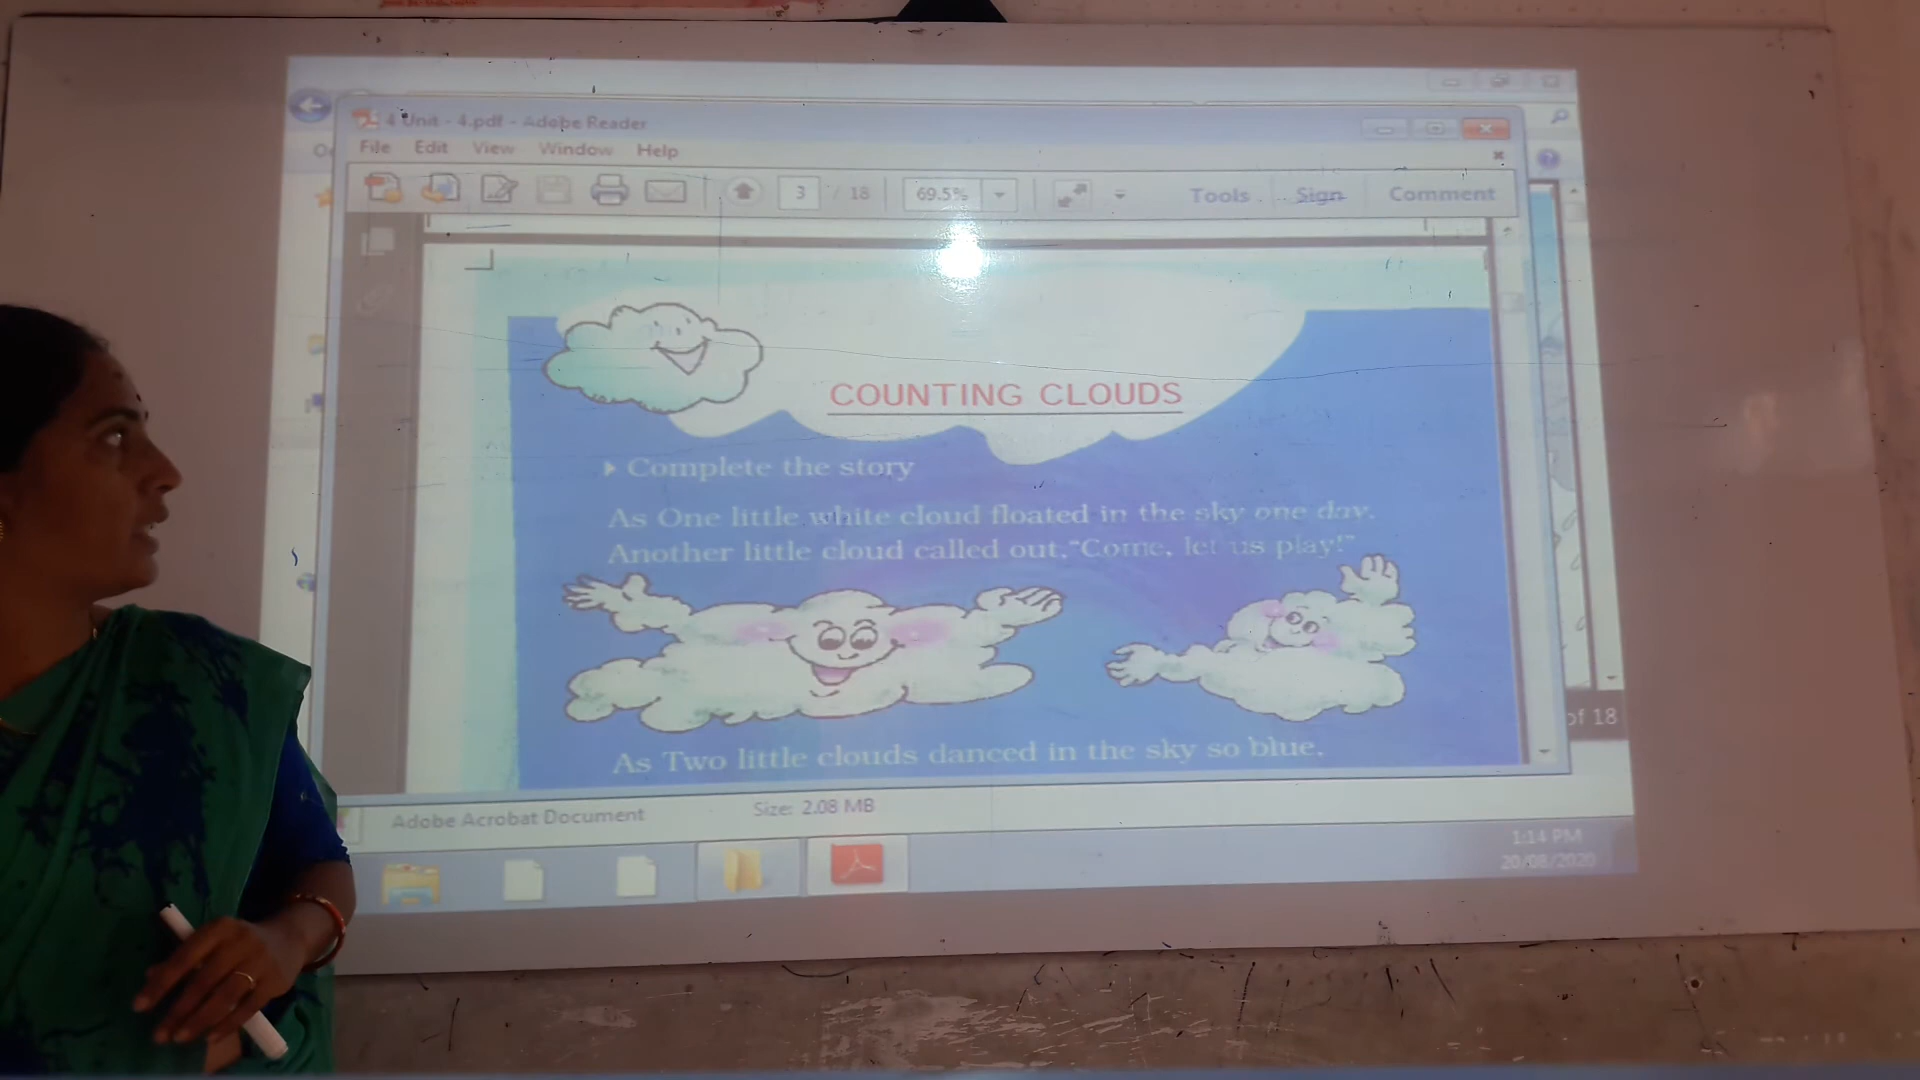 4 Unit - 4.pdf - Adobe Reader
File Edit View Window Help
3 / 18 69.5% Tools Sign Comment
COUNTING CLOUDS
Complete the story
As One little white cloud floated in the sky one day.
Another little cloud called out,"Come, let us play!"
of 18
As Two little clouds danced in the sky so blue.
Adobe Acrobat Document Size: 2.08 MB
1:14 PM
20/08/2020